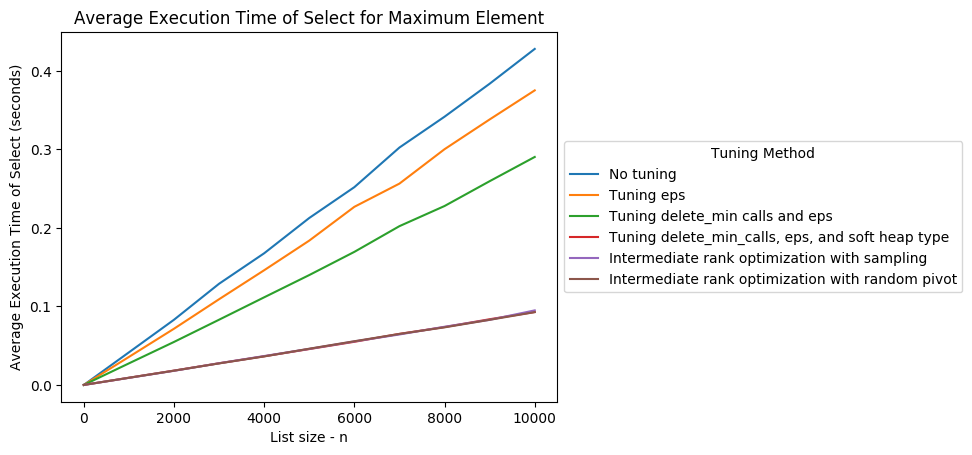 Average Execution Time of Select for Maximum Element
Average Execution Time of Select (seconds)
0.4
0.3
0.2
0.1
0.0
0 2000 4000 6000 8000 10000
List size - n
Tuning Method
No tuning
Tuning eps
Tuning delete_min calls and eps
Tuning delete_min_calls, eps, and soft heap type
Intermediate rank optimization with sampling
Intermediate rank optimization with random pivot